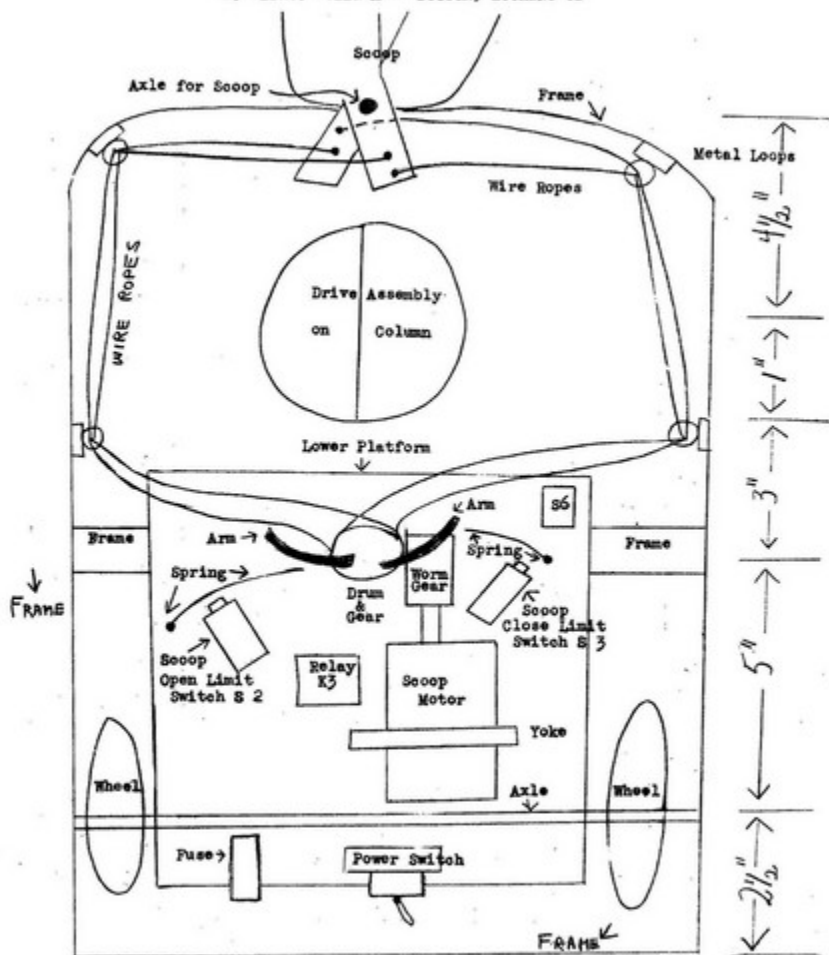 Scoop
Axle for Scoop
Frame
Metal Loops
Wire Ropes
4½"
WIRE ROPES
Drive Assembly
on Column
1"
Lower Platform
3"
S6
Arm
Arm
Frame
Frame
Spring
Spring
Worm
Gear
FRAME
Drum
&
Gear
Scoop
Close Limit
Switch S 3
Scoop
Open Limit
Switch S 2
Relay
K3
Scoop
Motor
5"
Yoke
Wheel
Axle
Wheel
Fuse
Power Switch
2½"
FRAME